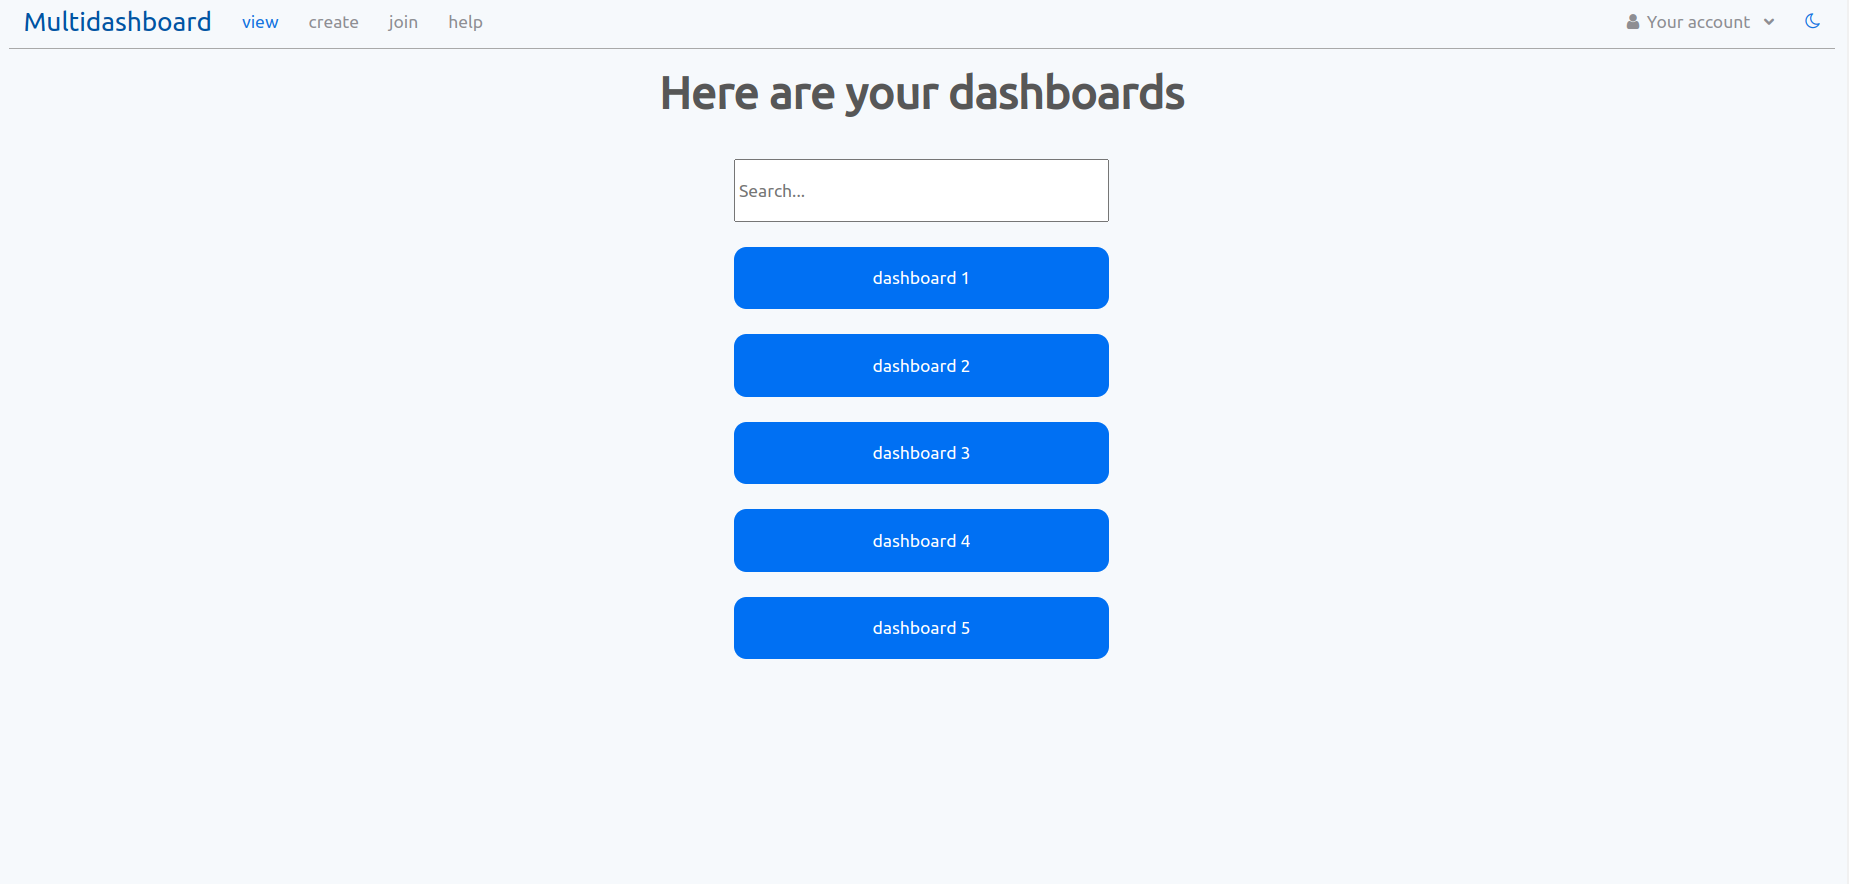 Multidashboard view create join help Your account
Here are your dashboards
Search...
dashboard 1
dashboard 2
dashboard 3
dashboard 4
dashboard 5